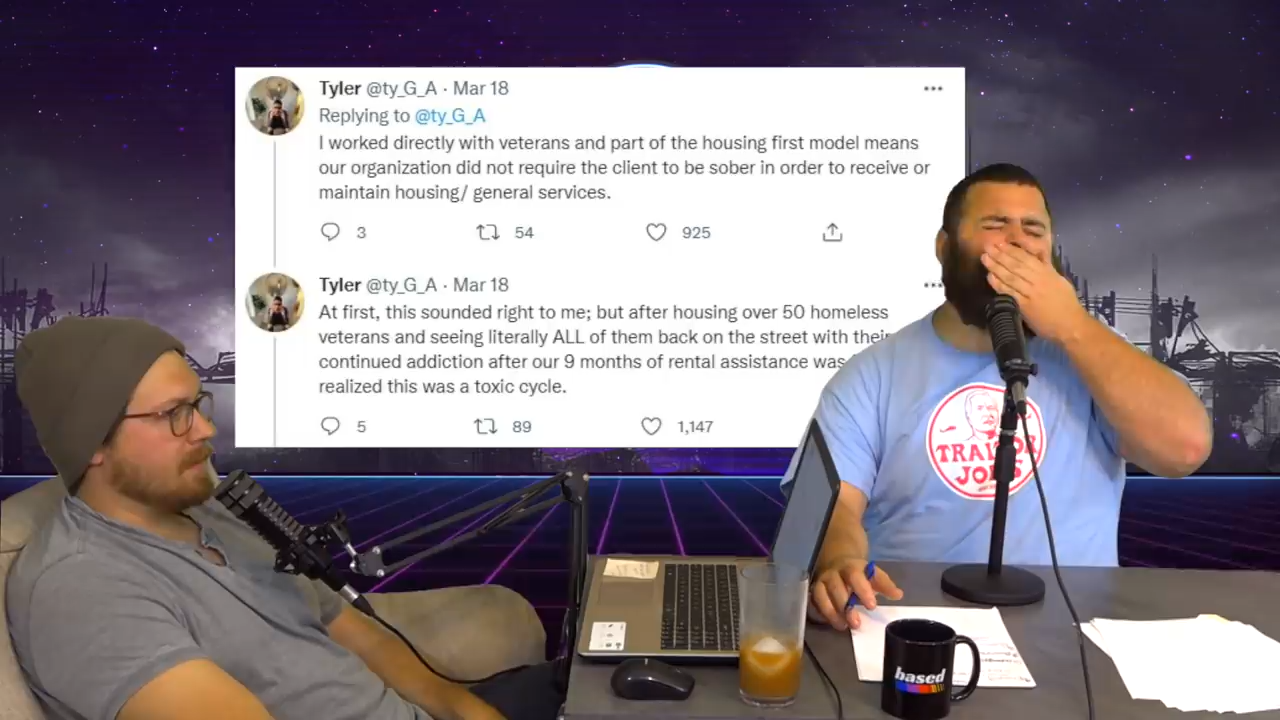 Tyler @ty_G_A · Mar 18
Replying to @ty_G_A
I worked directly with veterans and part of the housing first model means
our organization did not require the client to be sober in order to receive or
maintain housing/ general services.
3 54 925
Tyler @ty_G_A · Mar 18
At first, this sounded right to me; but after housing over 50 homeless
veterans and seeing literally ALL of them back on the street with their
continued addiction after our 9 months of rental assistance was
realized this was a toxic cycle.
5 89 1,147
TRAITOR
JOE'S
based